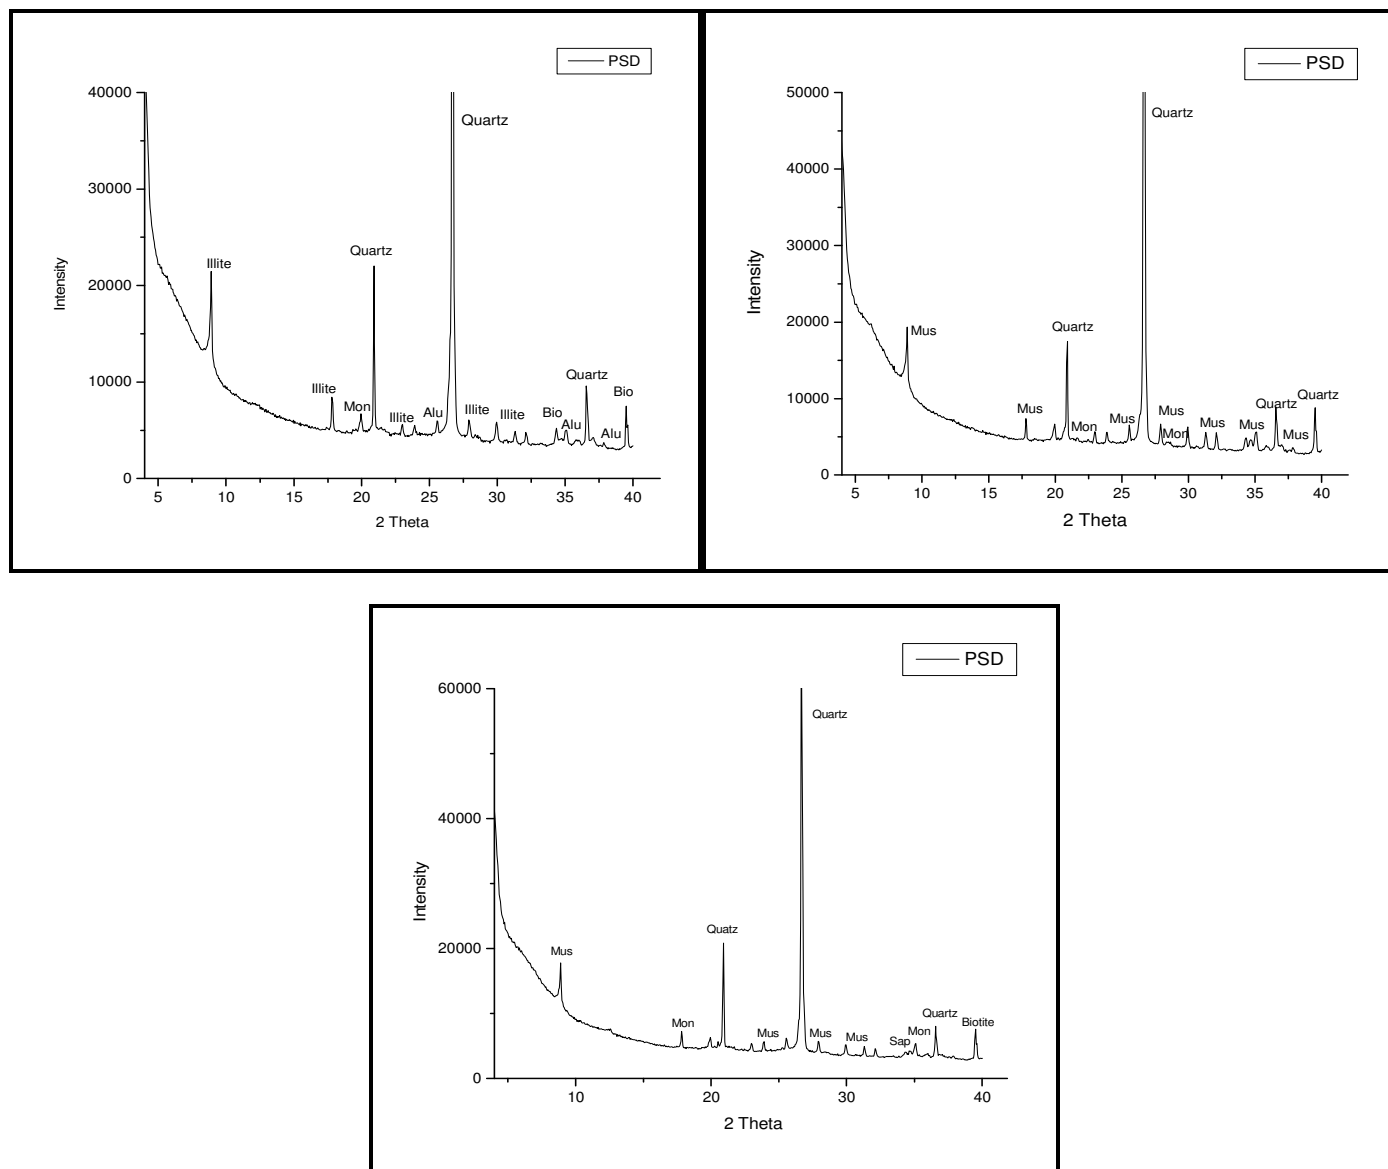 PSD
40000
Quartz
30000
Quartz
Illite
20000
Intensity
10000
Illite
Mon
Illite
Alu
Illite
Illite
Bio
Alu
Quartz
Alu
Bio
0
5 10 15 20 25 30 35 40
2 Theta
PSD
50000
Quartz
40000
30000
Intensity
20000
Mus
Quartz
10000
Mus
Mon
Mus
Mus
Mon
Mus
Mus
Quartz
Mus
Quartz
0
5 10 15 20 25 30 35 40
2 Theta
PSD
60000
Quartz
40000
Intensity
20000
Mus
Quatz
Mon
Mus
Mus
Mus
Sap
Mon
Quartz
Biotite
0
10 20 30 40
2 Theta